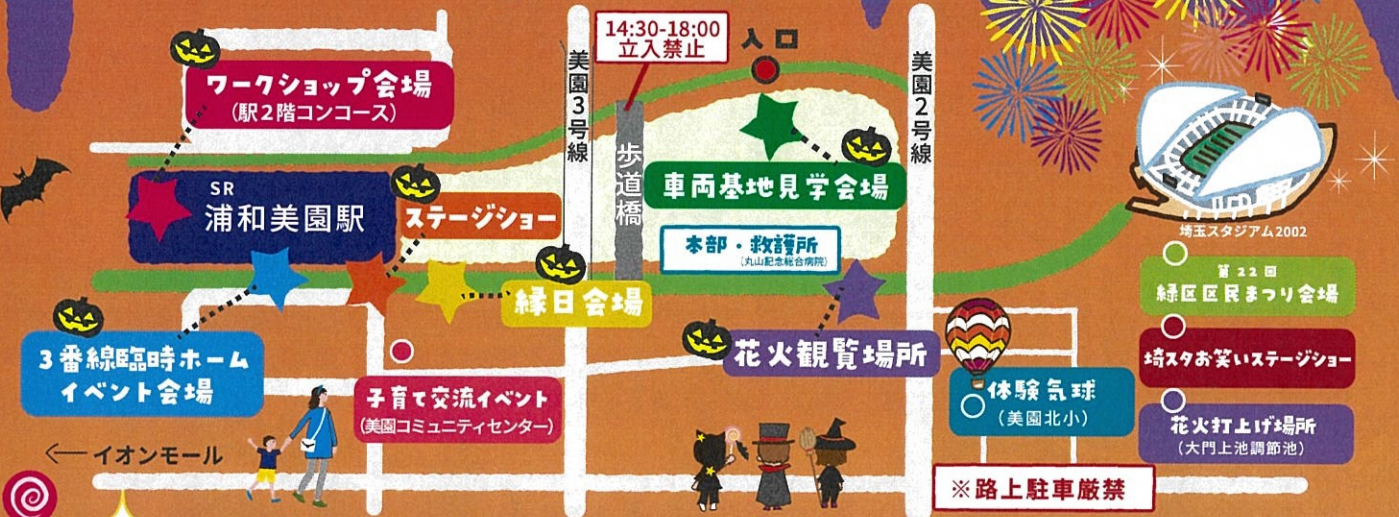 14:30-18:00
立入禁止
入口
ワークショップ会場
(駅2階コンコース)
美園3号線
美園2号線
歩道橋
車両基地見学会場
SR
浦和美園駅
ステージショー
本部・救護所
(丸山記念総合病院)
埼玉スタジアム2002
第22回
緑区区民まつり会場
縁日会場
3番線臨時ホーム
イベント会場
花火観覧場所
埼スタお笑いステージショー
子育て交流イベント
(美園コミュニティセンター)
体験気球
(美園北小)
花火打上げ場所
(大門上池調節池)
←イオンモール
※路上駐車厳禁